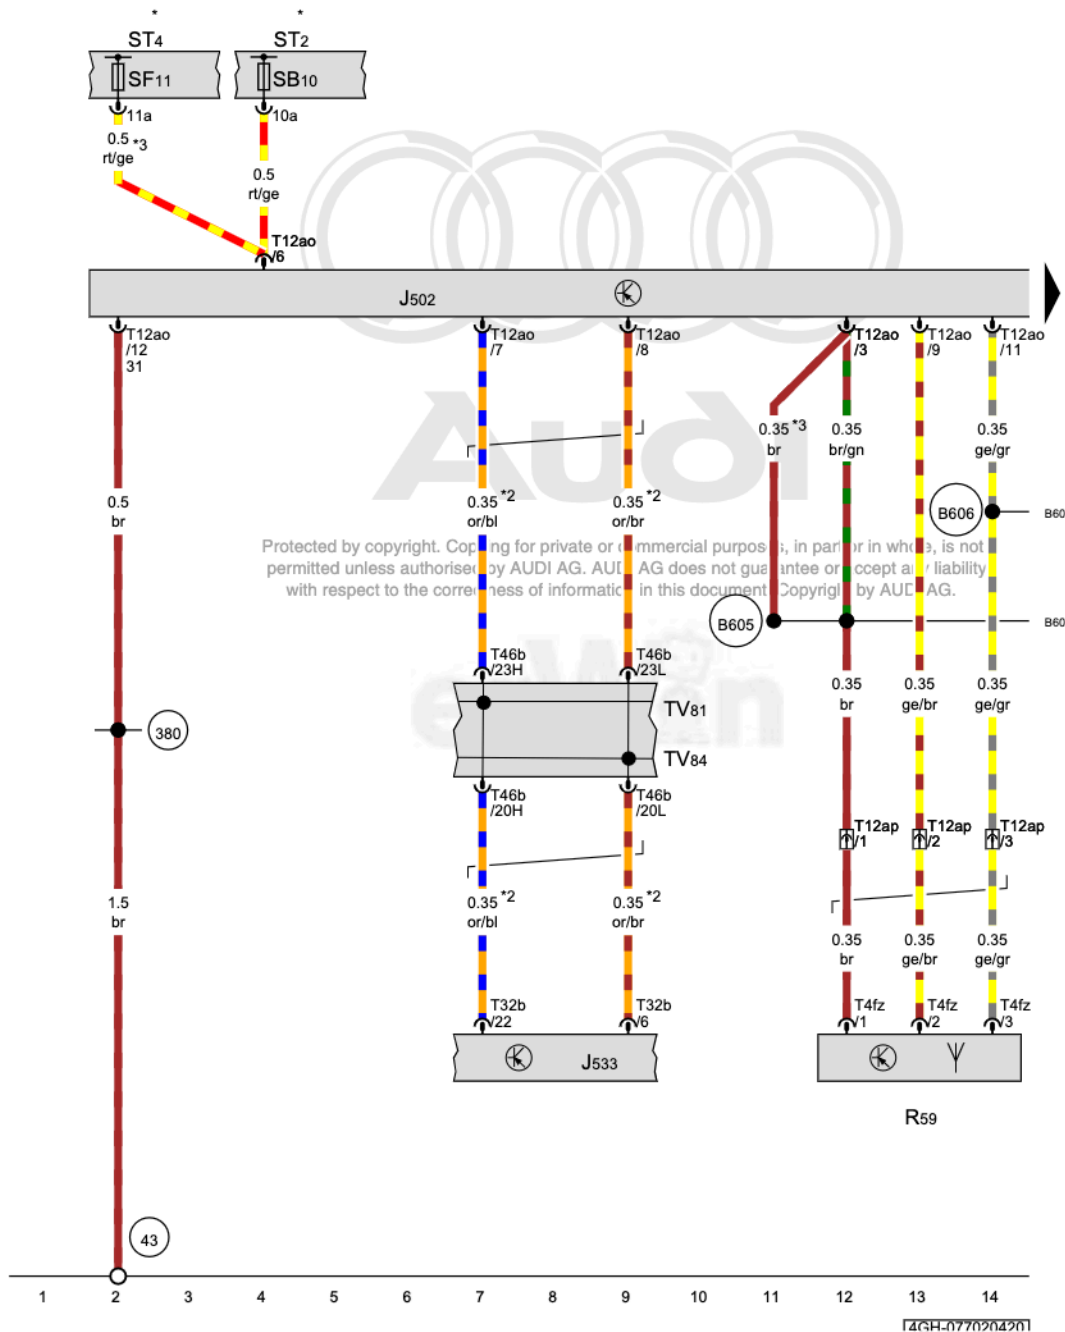 * *
ST4 ST2
SF11 SB10
11a 10a
0.5 *3
rt/ge
0.5
rt/ge
T12ao
/6
J502
T12ao
/12
31
T12ao
/7
T12ao
/8
T12ao
/3
T12ao
/9
T12ao
/11
Audi
0.35 *3
br
0.35
br/gn
0.35
ge/gr
0.5
br
0.35 *2
or/bl
0.35 *2
or/br
B606
B60
Protected by copyright. Copying for private or commercial purposes, in part or in whole, is not
permitted unless authorised by AUDI AG. AUDI AG does not guarantee or accept any liability
with respect to the correctness of information in this document. Copyright by AUDI AG.
B605
B60
T46b
/23H
T46b
/23L
0.35
br
0.35
ge/br
0.35
ge/gr
TV81
380
TV84
T46b
/20H
T46b
/20L
T12ap
/1
T12ap
/2
T12ap
/3
1.5
br
0.35 *2
or/bl
0.35 *2
or/br
0.35
br
0.35
ge/br
0.35
ge/gr
T32b
/22
T32b
/6
T4fz
/1
T4fz
/2
T4fz
/3
J533
R59
43
1 2 3 4 5 6 7 8 9 10 11 12 13 14
4GH-077020420